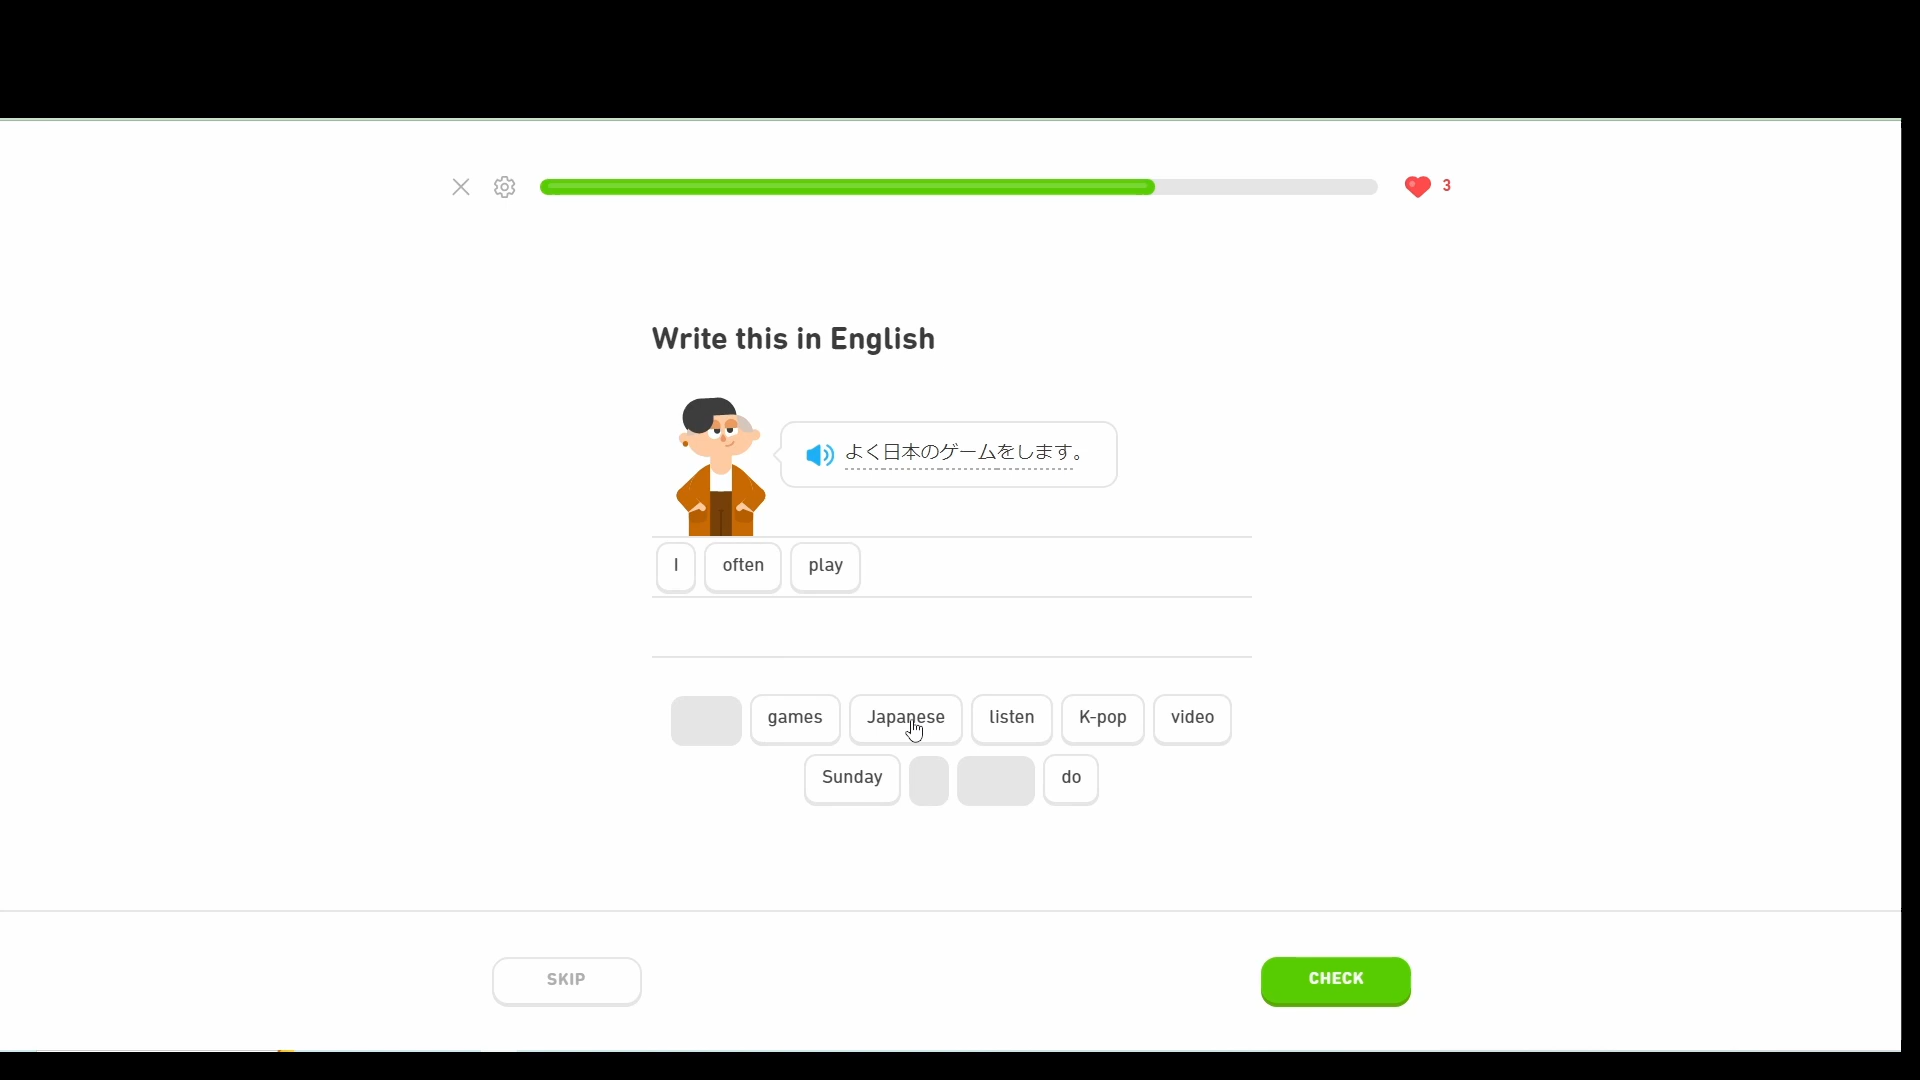 3
Write this in English
よく日本のゲームをします。
I often play
games Japanese listen K-pop video
Sunday do
SKIP CHECK